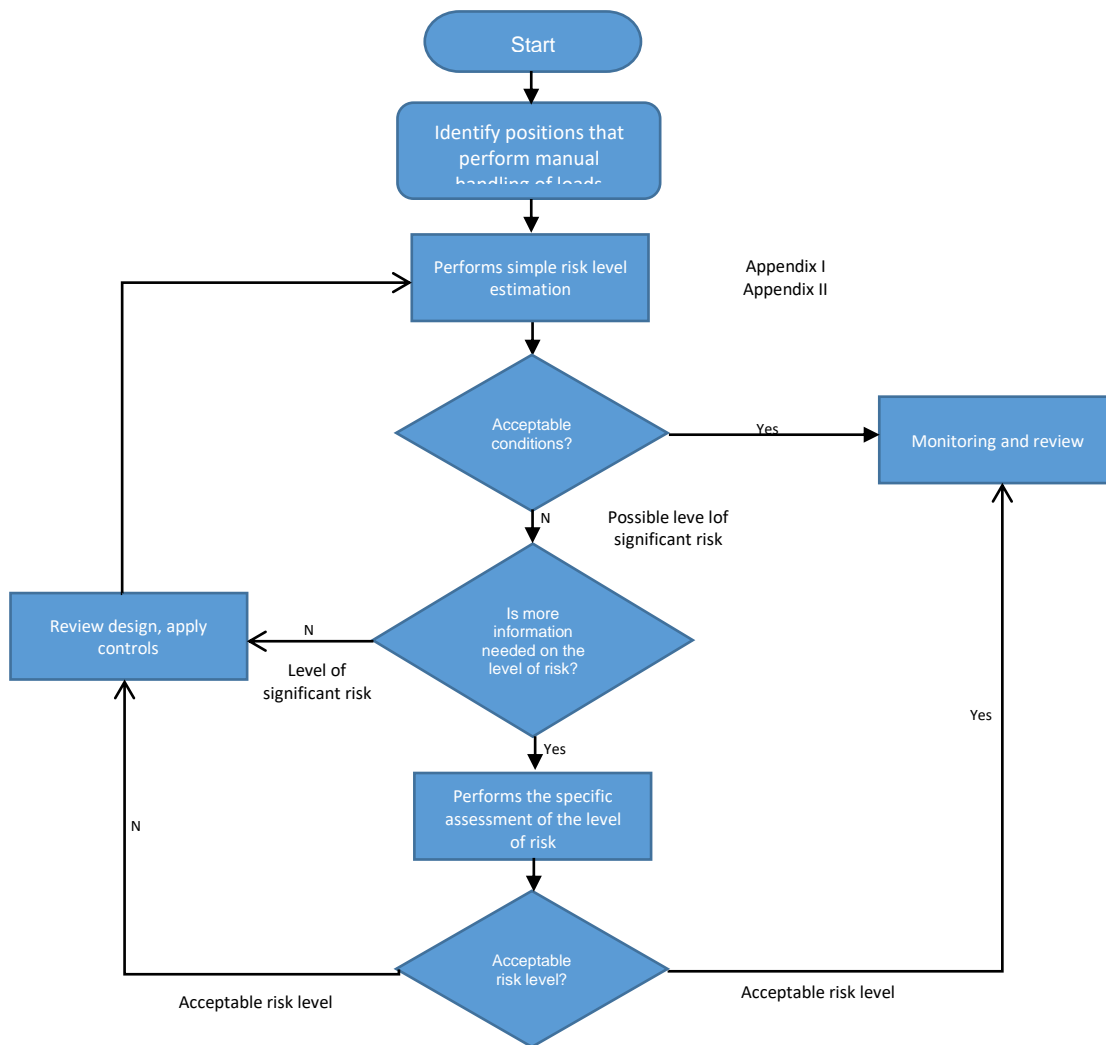 Start
Identify positions that
perform manual
handling of loads
Performs simple risk level
estimation
Appendix I
Appendix II
Acceptable
conditions?
Yes
Monitoring and review
N
Possible leve lof
significant risk
Is more
information
needed on the
level of risk?
N
Review design, apply
controls
Level of
significant risk
Yes
Yes
Performs the specific
assessment of the level
of risk
N
Acceptable
risk level?
Acceptable risk level
Acceptable risk level